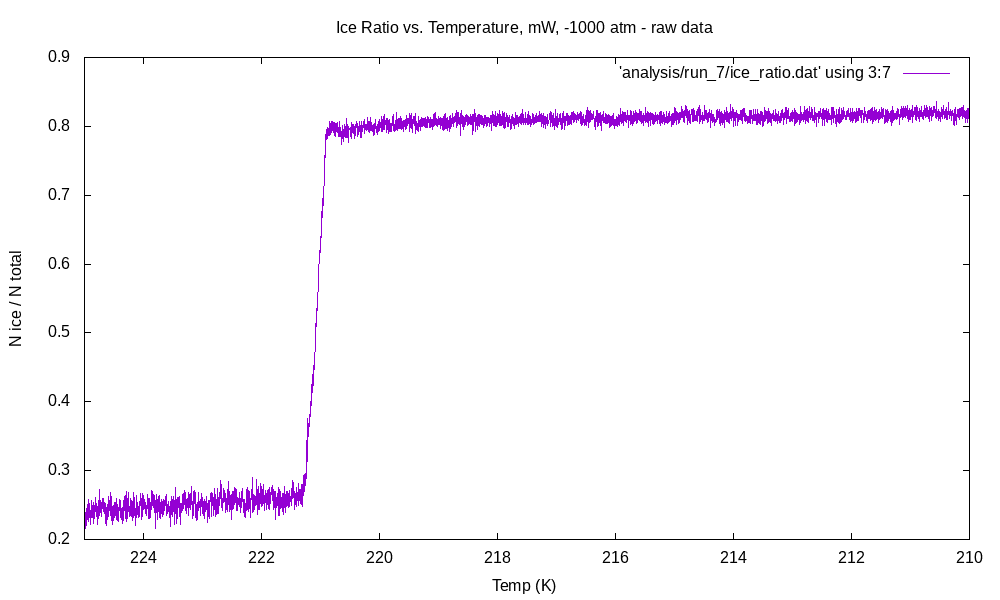 Ice Ratio vs. Temperature, mW, -1000 atm - raw data
'analysis/run_7/ice_ratio.dat' using 3:7
0.9
0.8
0.7
0.6
0.5
0.4
0.3
0.2
N ice / N total
224 222 220 218 216 214 212 210
Temp (K)